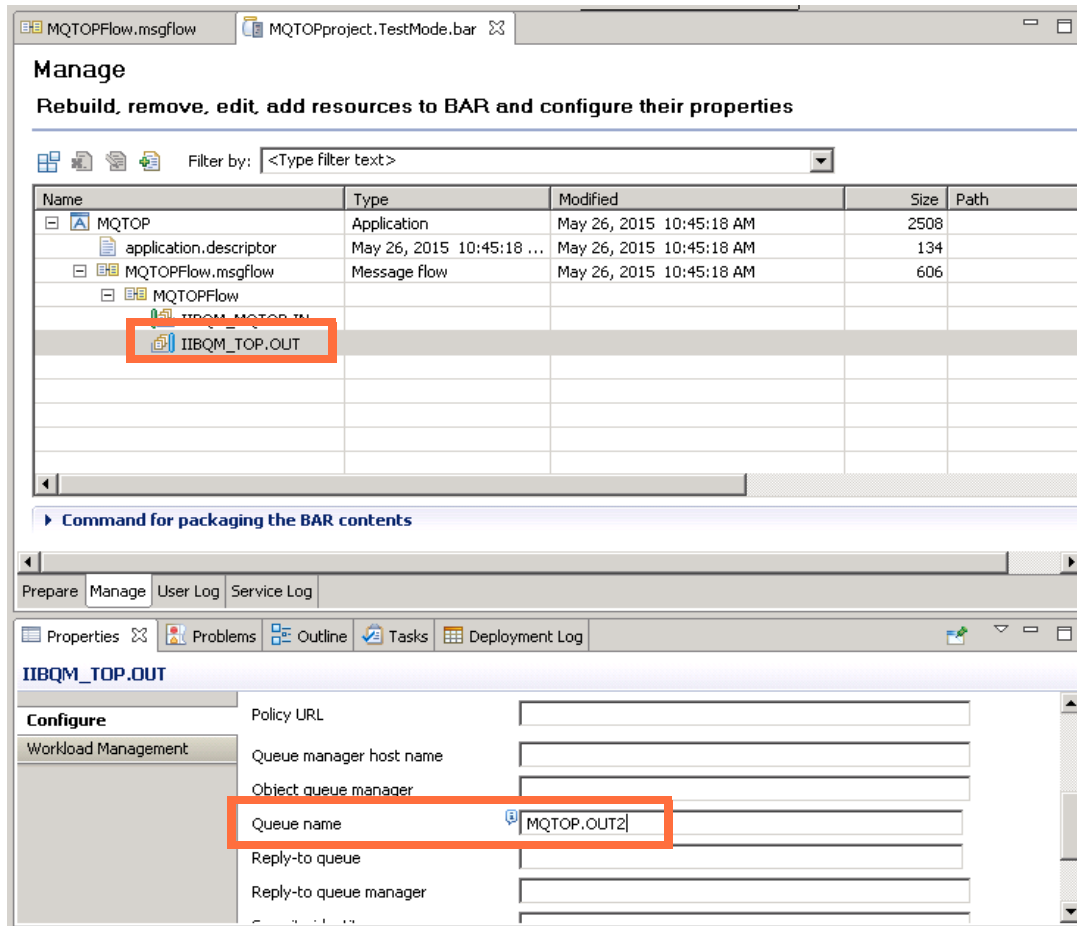 MQTOPFlow.msgflow MQTOPproject.TestMode.bar
Manage
Rebuild, remove, edit, add resources to BAR and configure their properties
Filter by: <Type filter text>
Name Type Modified Size Path
MQTOP Application May 26, 2015 10:45:18 AM 2508
application.descriptor May 26, 2015 10:45:18 ... May 26, 2015 10:45:18 AM 134
MQTOPFlow.msgflow Message flow May 26, 2015 10:45:18 AM 606
MQTOPFlow
IIBQM_MQTOP.IN
IIBQM_TOP.OUT
Command for packaging the BAR contents
Prepare Manage User Log Service Log
Properties Problems Outline Tasks Deployment Log
IIBQM_TOP.OUT
Configure
Workload Management
Policy URL
Queue manager host name
Object queue manager
Queue name MQTOP.OUT2
Reply-to queue
Reply-to queue manager